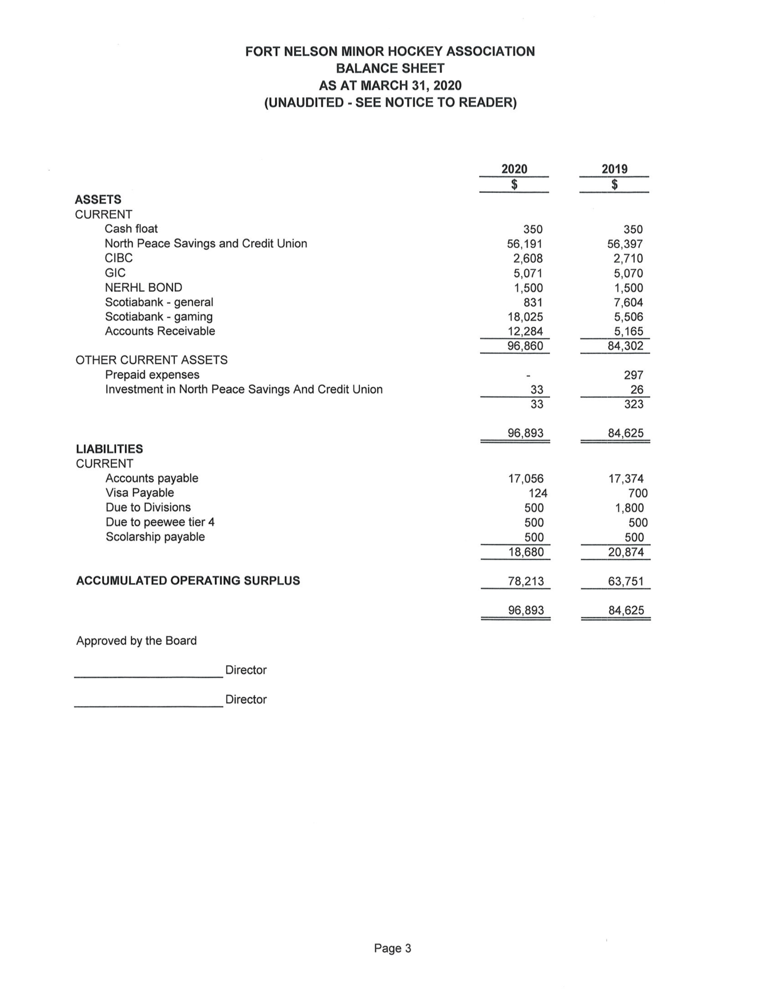 FORT NELSON MINOR HOCKEY ASSOCIATION
BALANCE SHEET
AS AT MARCH 31, 2020
(UNAUDITED - SEE NOTICE TO READER)
2020 2019
$ $
ASSETS
CURRENT
Cash float 350 350
North Peace Savings and Credit Union 56,191 56,397
CIBC 2,608 2,710
GIC 5,071 5,070
NERHL BOND 1,500 1,500
Scotiabank - general 831 7,604
Scotiabank - gaming 18,025 5,506
Accounts Receivable 12,284 5,165
96,860 84,302
OTHER CURRENT ASSETS
Prepaid expenses - 297
Investment in North Peace Savings And Credit Union 33 26
33 323
96,893 84,625
LIABILITIES
CURRENT
Accounts payable 17,056 17,374
Visa Payable 124 700
Due to Divisions 500 1,800
Due to peewee tier 4 500 500
Scolarship payable 500 500
18,680 20,874
ACCUMULATED OPERATING SURPLUS 78,213 63,751
96,893 84,625
Approved by the Board
Director
Director
Page 3